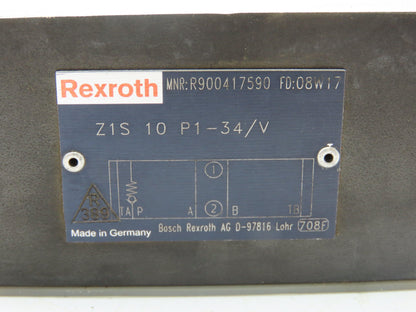 Rexroth MNR:R900417590 FD:08W17
Z1S 10 P1-34/V
1
R
TA P A 2 B TB
Made in Germany Bosch Rexroth AG D-97816 Lohr 708F